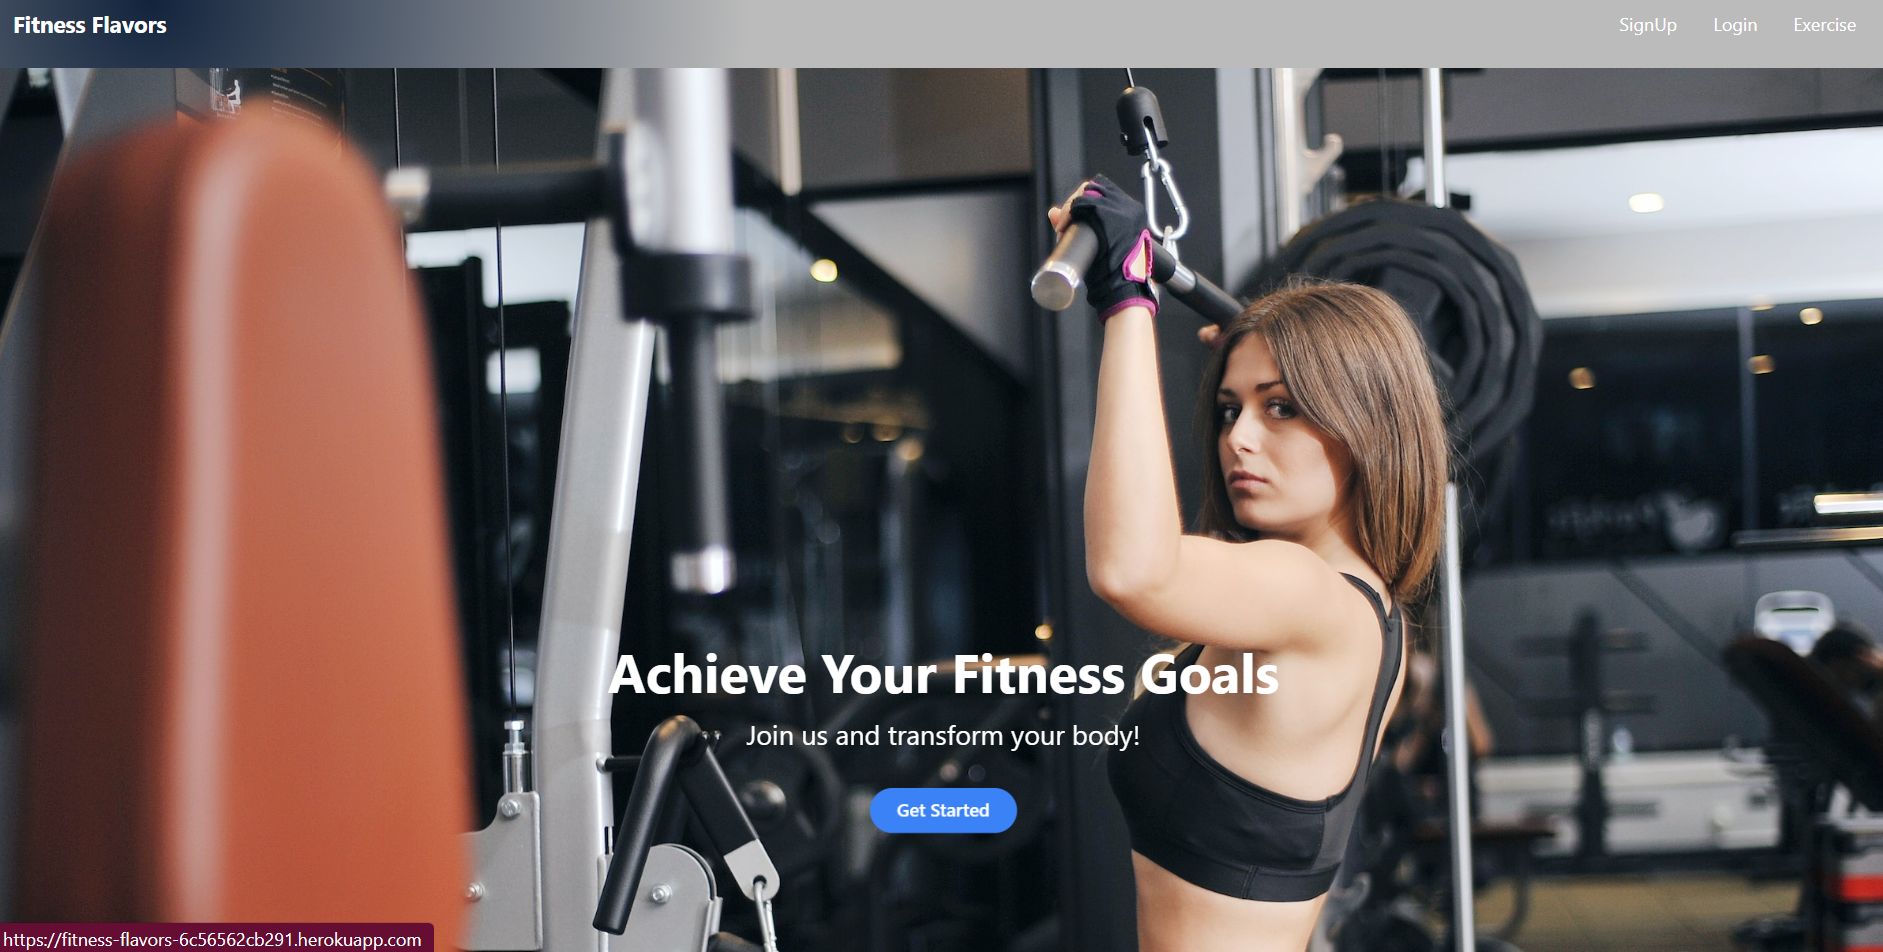 Fitness Flavors
SignUp Login Exercise
Achieve Your Fitness Goals
Join us and transform your body!
Get Started
https://fitness-flavors-6c56562cb291.herokuapp.com